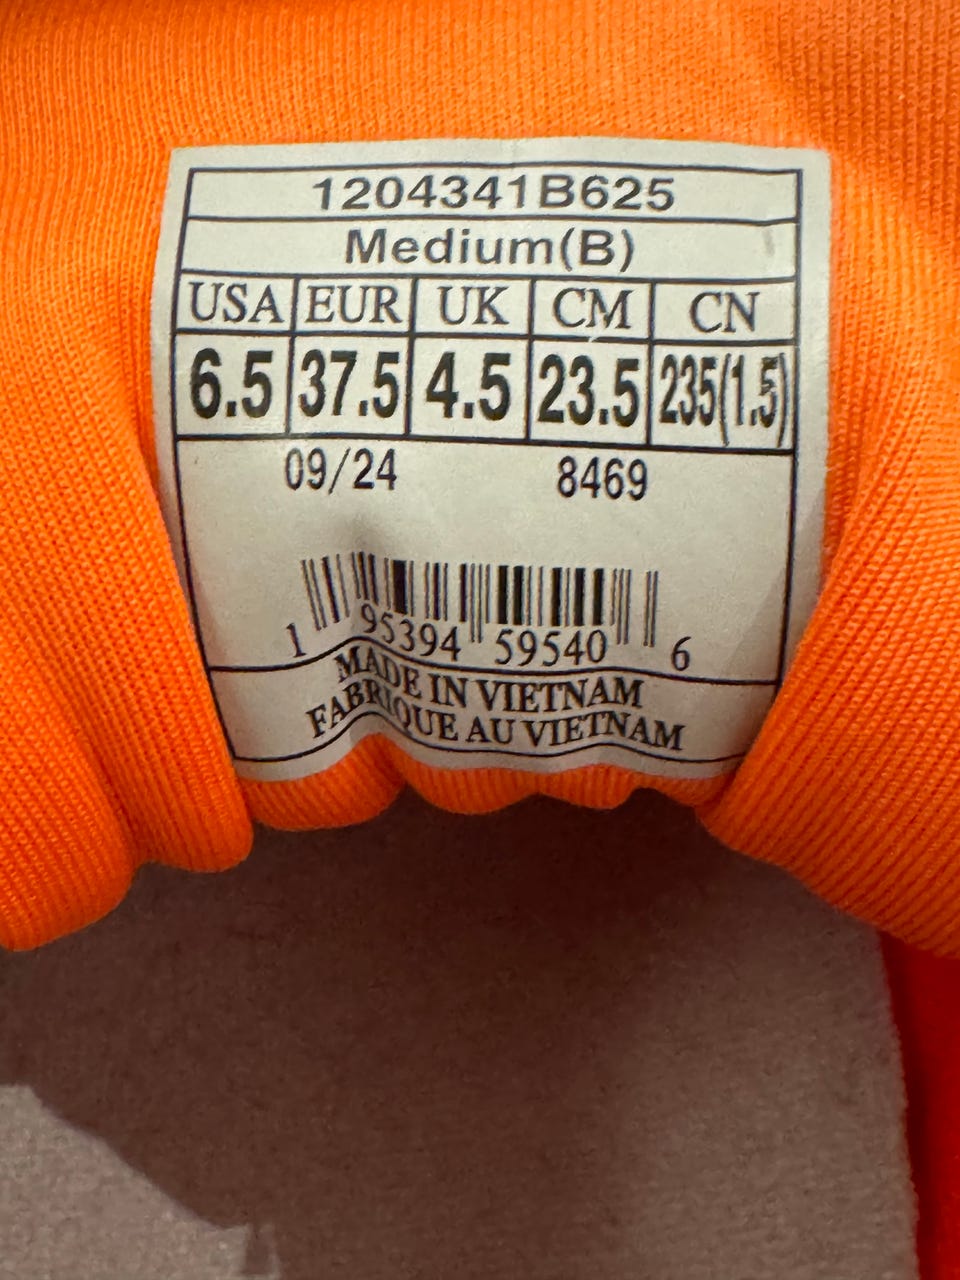 1204341B625
Medium(B)
USA EUR UK CM CN
6.5 37.5 4.5 23.5 235(1.5)
09/24 8469
1 95394 59540 6
MADE IN VIETNAM
FABRIQUE AU VIETNAM